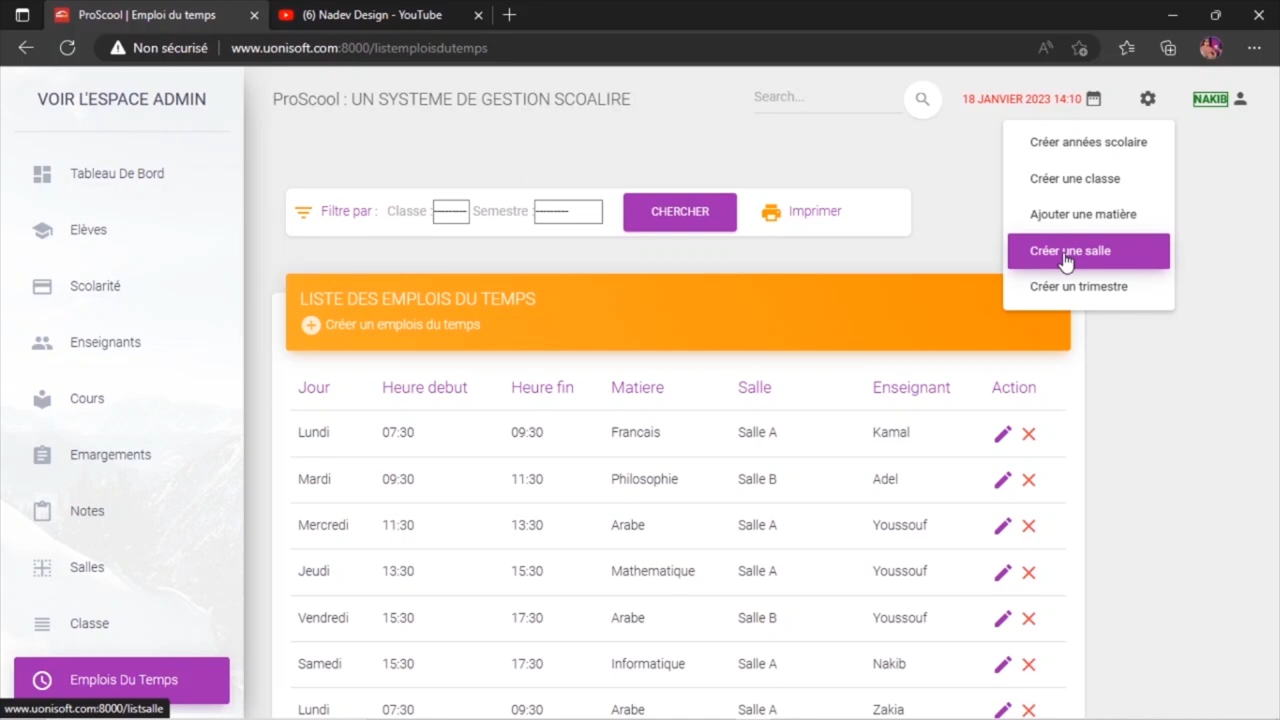 ProScool | Emploi du temps
(6) Nadev Design - YouTube
Non sécurisé
www.uonisoft.com:8000/listemploisdutemps
VOIR L'ESPACE ADMIN
Tableau De Bord
Elèves
Scolarité
Enseignants
Cours
Emargements
Notes
Salles
Classe
Emplois Du Temps
www.uonisoft.com:8000/listsalle
ProScool : UN SYSTEME DE GESTION SCOALIRE
Search...
18 JANVIER 2023 14:10
NAKIB
Créer années scolaire
Créer une classe
Ajouter une matière
Créer une salle
Créer un trimestre
Filtre par : Classe :--------- Semestre :--------- CHERCHER Imprimer
LISTE DES EMPLOIS DU TEMPS
Créer un emplois du temps
Jour Heure debut Heure fin Matiere Salle Enseignant Action
Lundi 07:30 09:30 Francais Salle A Kamal
Mardi 09:30 11:30 Philosophie Salle B Adel
Mercredi 11:30 13:30 Arabe Salle A Youssouf
Jeudi 13:30 15:30 Mathematique Salle A Youssouf
Vendredi 15:30 17:30 Arabe Salle B Youssouf
Samedi 15:30 17:30 Informatique Salle A Nakib
Lundi 07:30 09:30 Arabe Salle A Zakia